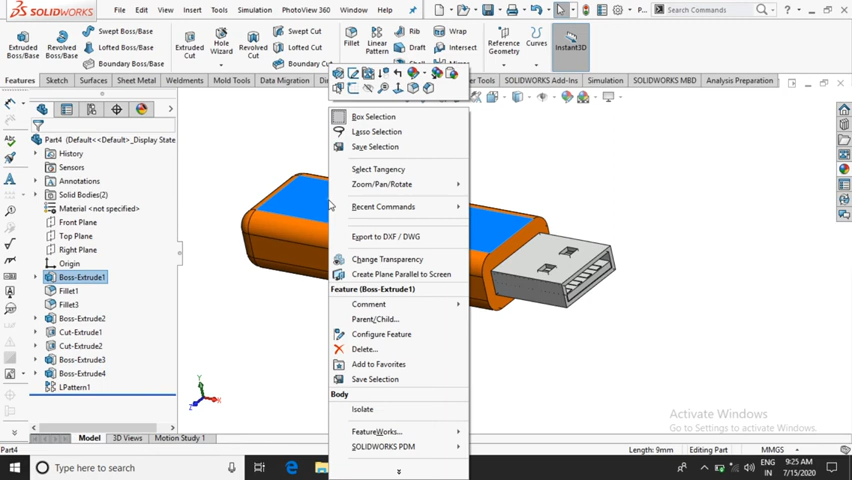 SOLIDWORKS File Edit View Insert Tools Simulation PhotoView 360 Window P... Search Commands
Extruded Boss/Base
Revolved Boss/Base
Swept Boss/Base
Lofted Boss/Base
Boundary Boss/Base
Extruded Cut
Hole Wizard
Revolved Cut
Swept Cut
Lofted Cut
Boundary Cut
Fillet
Linear Pattern
Rib
Draft
Wrap
Intersect
Reference Geometry
Curves
Instant3D
Features Sketch Surfaces Sheet Metal Weldments Mold Tools Data Migration SOLIDWORKS Add-Ins Simulation SOLIDWORKS MBD Analysis Preparation
Part4 (Default<<Default>_Display State
History
Sensors
Annotations
Solid Bodies(2)
Material <not specified>
Front Plane
Top Plane
Right Plane
Origin
Boss-Extrude1
Fillet1
Fillet3
Boss-Extrude2
Cut-Extrude1
Cut-Extrude2
Boss-Extrude3
Boss-Extrude4
LPattern1
Box Selection
Lasso Selection
Save Selection
Select Tangency
Zoom/Pan/Rotate
Recent Commands
Export to DXF / DWG
Change Transparency
Create Plane Parallel to Screen
Feature (Boss-Extrude1)
Comment
Parent/Child...
Configure Feature
Delete...
Add to Favorites
Save Selection
Body
Isolate
FeatureWorks...
SOLIDWORKS PDM
Y
X
Z
Activate Windows
Go to Settings to activate Windows.
Model 3D Views Motion Study 1
Part4 Length: 9mm Editing Part MMGS
Type here to search
ENG
IN
9:25 AM
7/15/2020